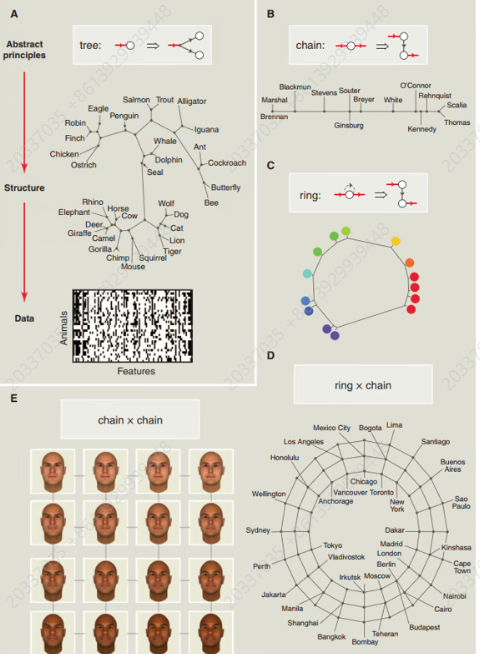 A
Abstract
principles
tree:
Salmon
Trout
Alligator
Eagle
Penguin
Robin
Finch
Iguana
Whale
Ant
Chicken
Dolphin
Cockroach
Ostrich
Seal
Structure
Butterfly
Bee
Rhino
Wolf
Elephant
Horse
Cow
Dog
Deer
Cat
Giraffe
Camel
Lion
Gorilla
Tiger
Chimp
Squirrel
Mouse
Data
Animals
Features
B
chain:
Blackmun
O'Connor
Stevens
Souter
Rehnquist
Marshal
Breyer
White
Scalia
Brennan
Ginsburg
Kennedy
Thomas
C
ring:
D
ring × chain
Mexico City
Bogota
Lima
Los Angeles
Santiago
Honolulu
Buenos
Aires
Chicago
Vancouver
Toronto
Wellington
Anchorage
New
York
Sao
Paulo
Sydney
Dakar
Tokyo
Madrid
Kinshasa
Vladivostok
London
Perth
Berlin
Cape
Town
Irkutsk
Moscow
Jakarta
Nairobi
Manila
Cairo
Shanghai
Budapest
Bangkok
Teheran
Bombay
E
chain × chain
20337035 +8613929939448